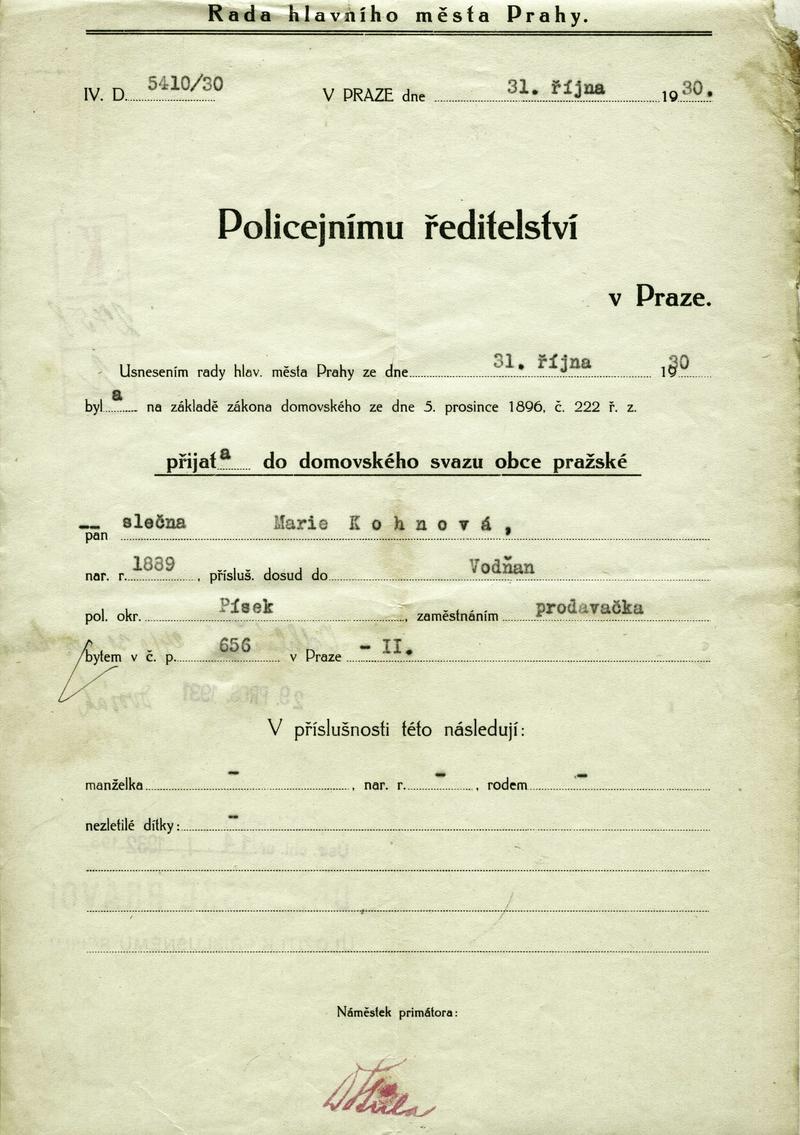 Rada hlavního města Prahy.
IV. D. 5410/30 V PRAZE dne 31. října 1930.
Policejnímu ředitelství
v Praze.
Usnesením rady hlav. města Prahy ze dne 31. října 1930
byla na základě zákona domovského ze dne 5. prosince 1896, č. 222 ř. z.
přijata do domovského svazu obce pražské
pan slečna Marie Kohnová,
nar. r. 1889, přísluš. dosud do Vodňan
pol. okr. Písek, zaměstnáním prodavačka
bytem v č. p. 656 v Praze - II.
V příslušnosti této následují:
manželka -, nar. r. -, rodem -
nezletilé dítky: -
Náměstek primátora: